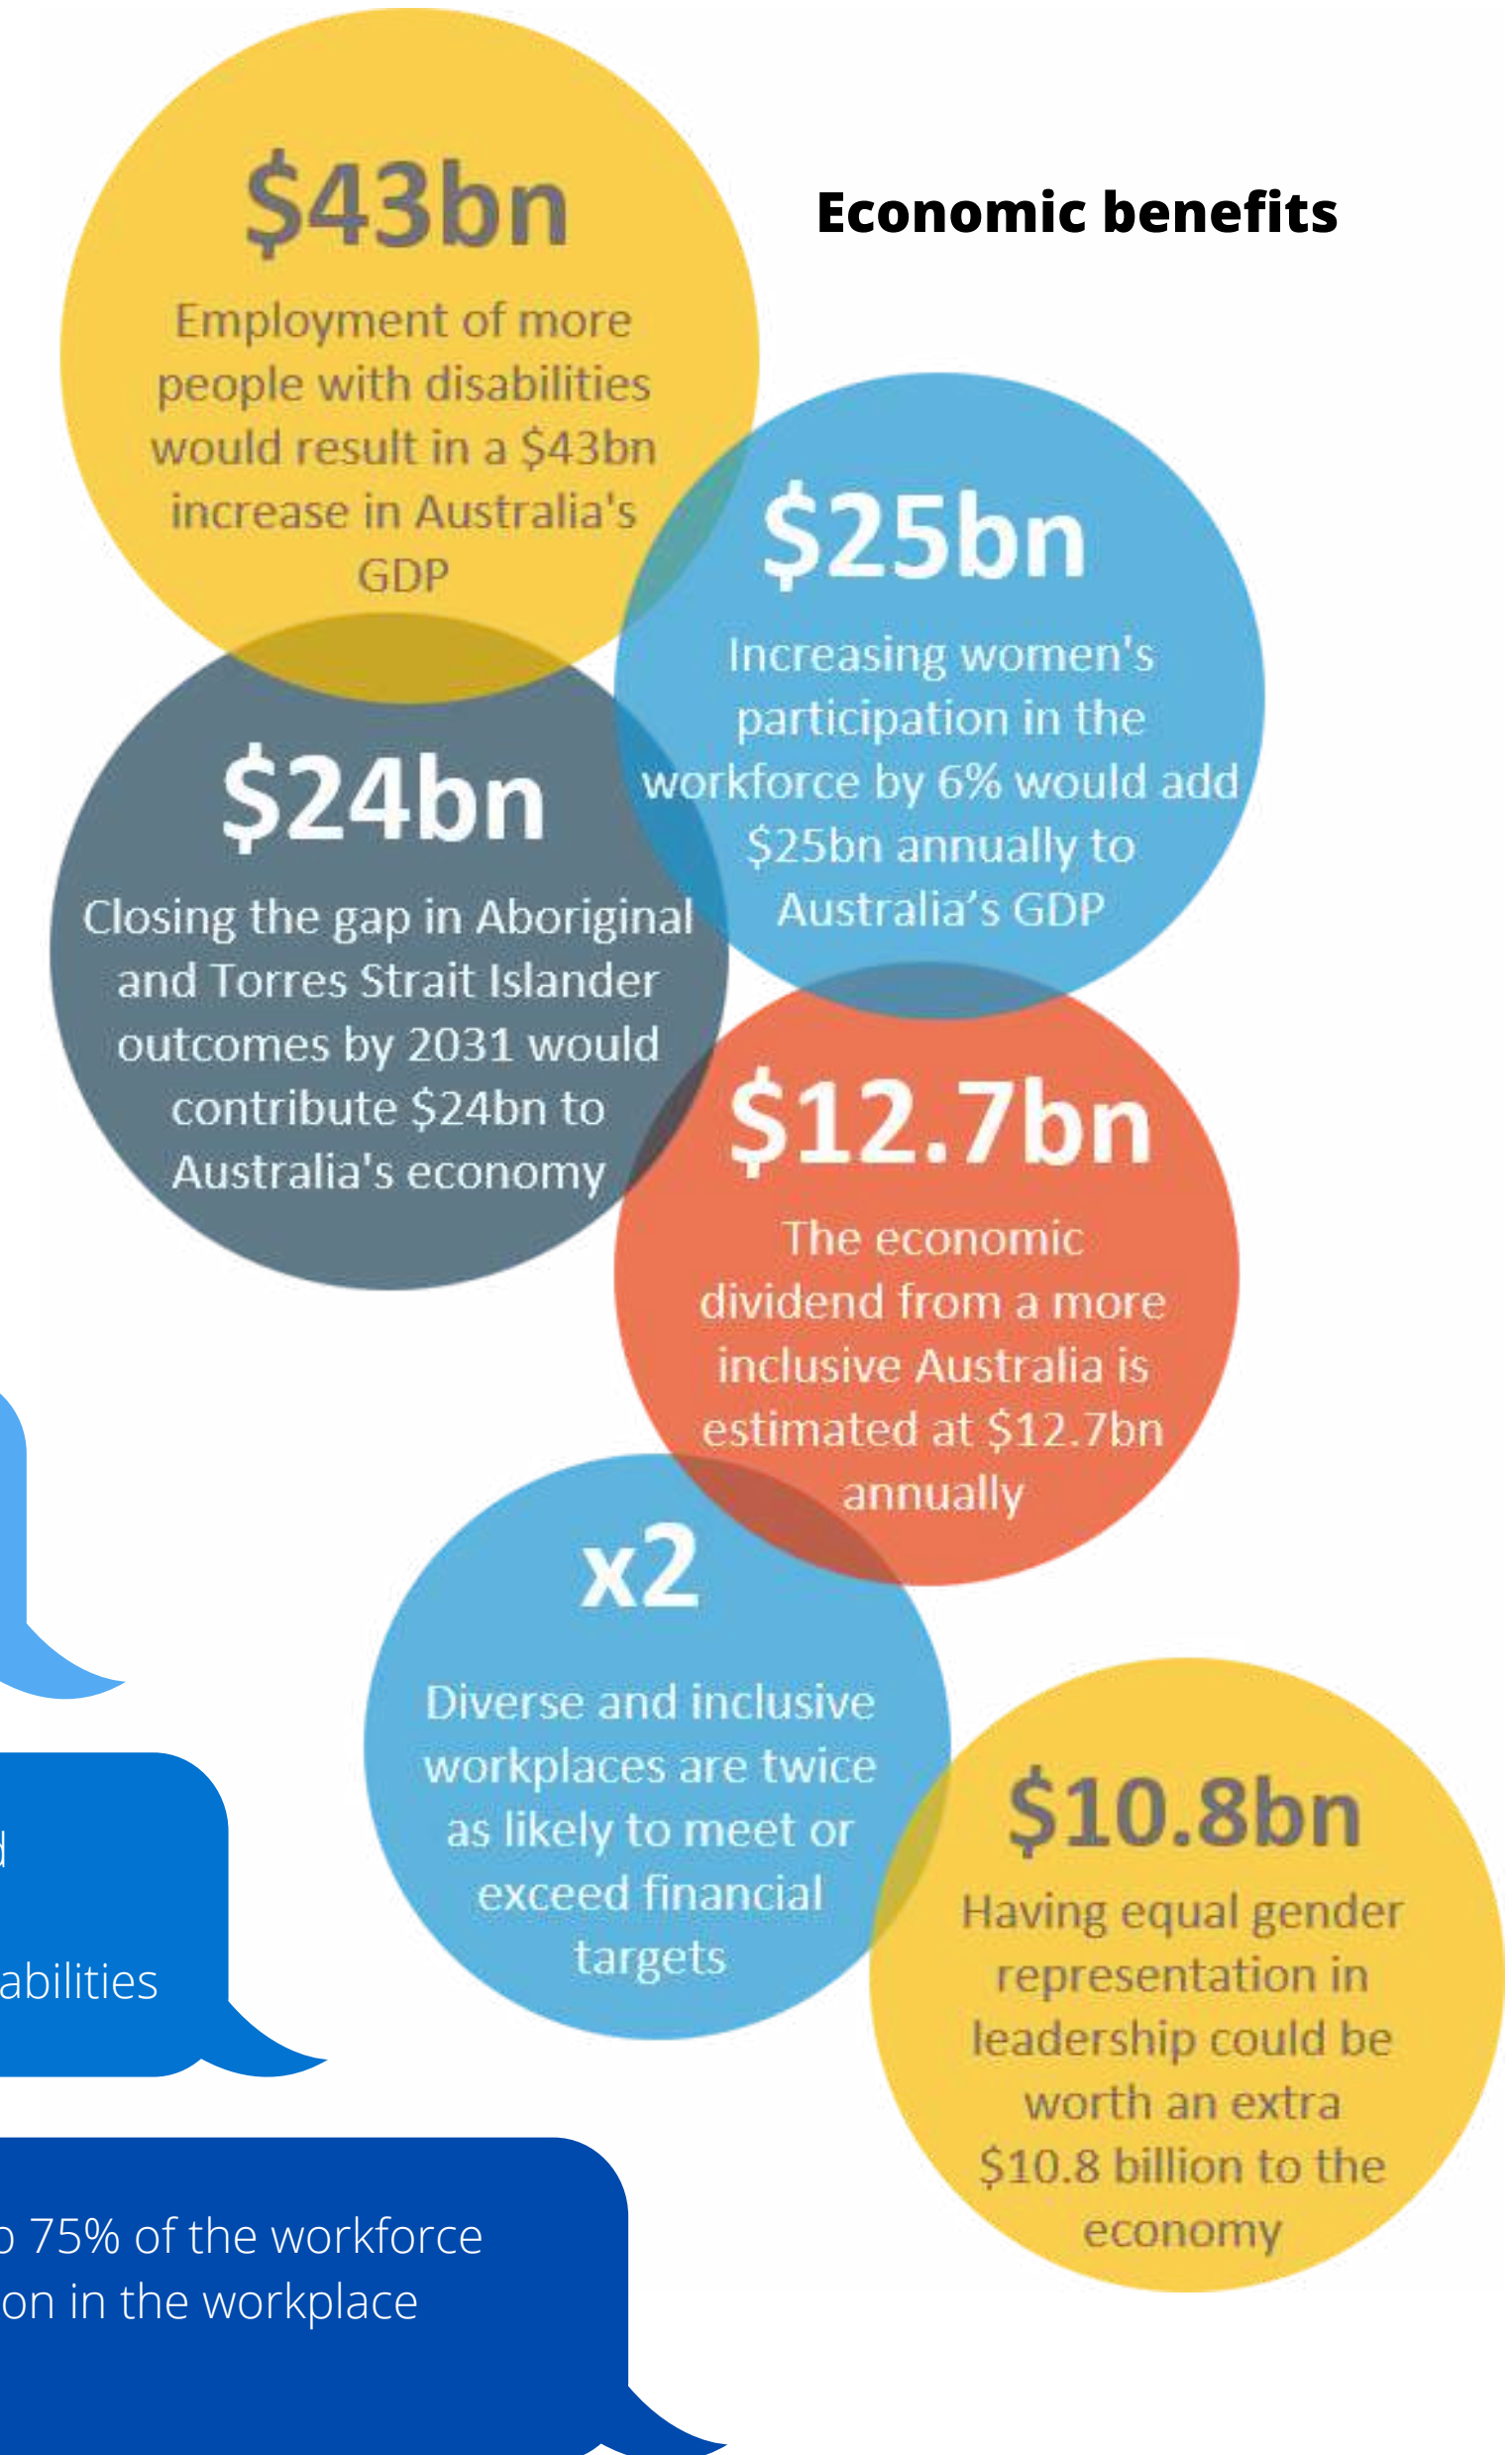 Economic benefits
$43bn
Employment of more
people with disabilities
would result in a $43bn
increase in Australia's
GDP
$25bn
Increasing women's
participation in the
workforce by 6% would add
$25bn annually to
Australia’s GDP
$24bn
Closing the gap in Aboriginal
and Torres Strait Islander
outcomes by 2031 would
contribute $24bn to
Australia's economy
$12.7bn
The economic
dividend from a more
inclusive Australia is
estimated at $12.7bn
annually
x2
Diverse and inclusive
workplaces are twice
as likely to meet or
exceed financial
targets
$10.8bn
Having equal gender
representation in
leadership could be
worth an extra
$10.8 billion to the
economy
abilities
75% of the workforce
on in the workplace